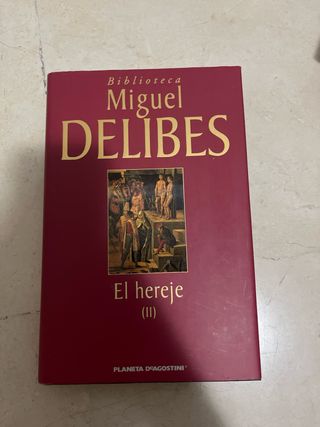 Biblioteca
Miguel
DELIBES
El hereje
(II)
PLANETA DEAGOSTINI